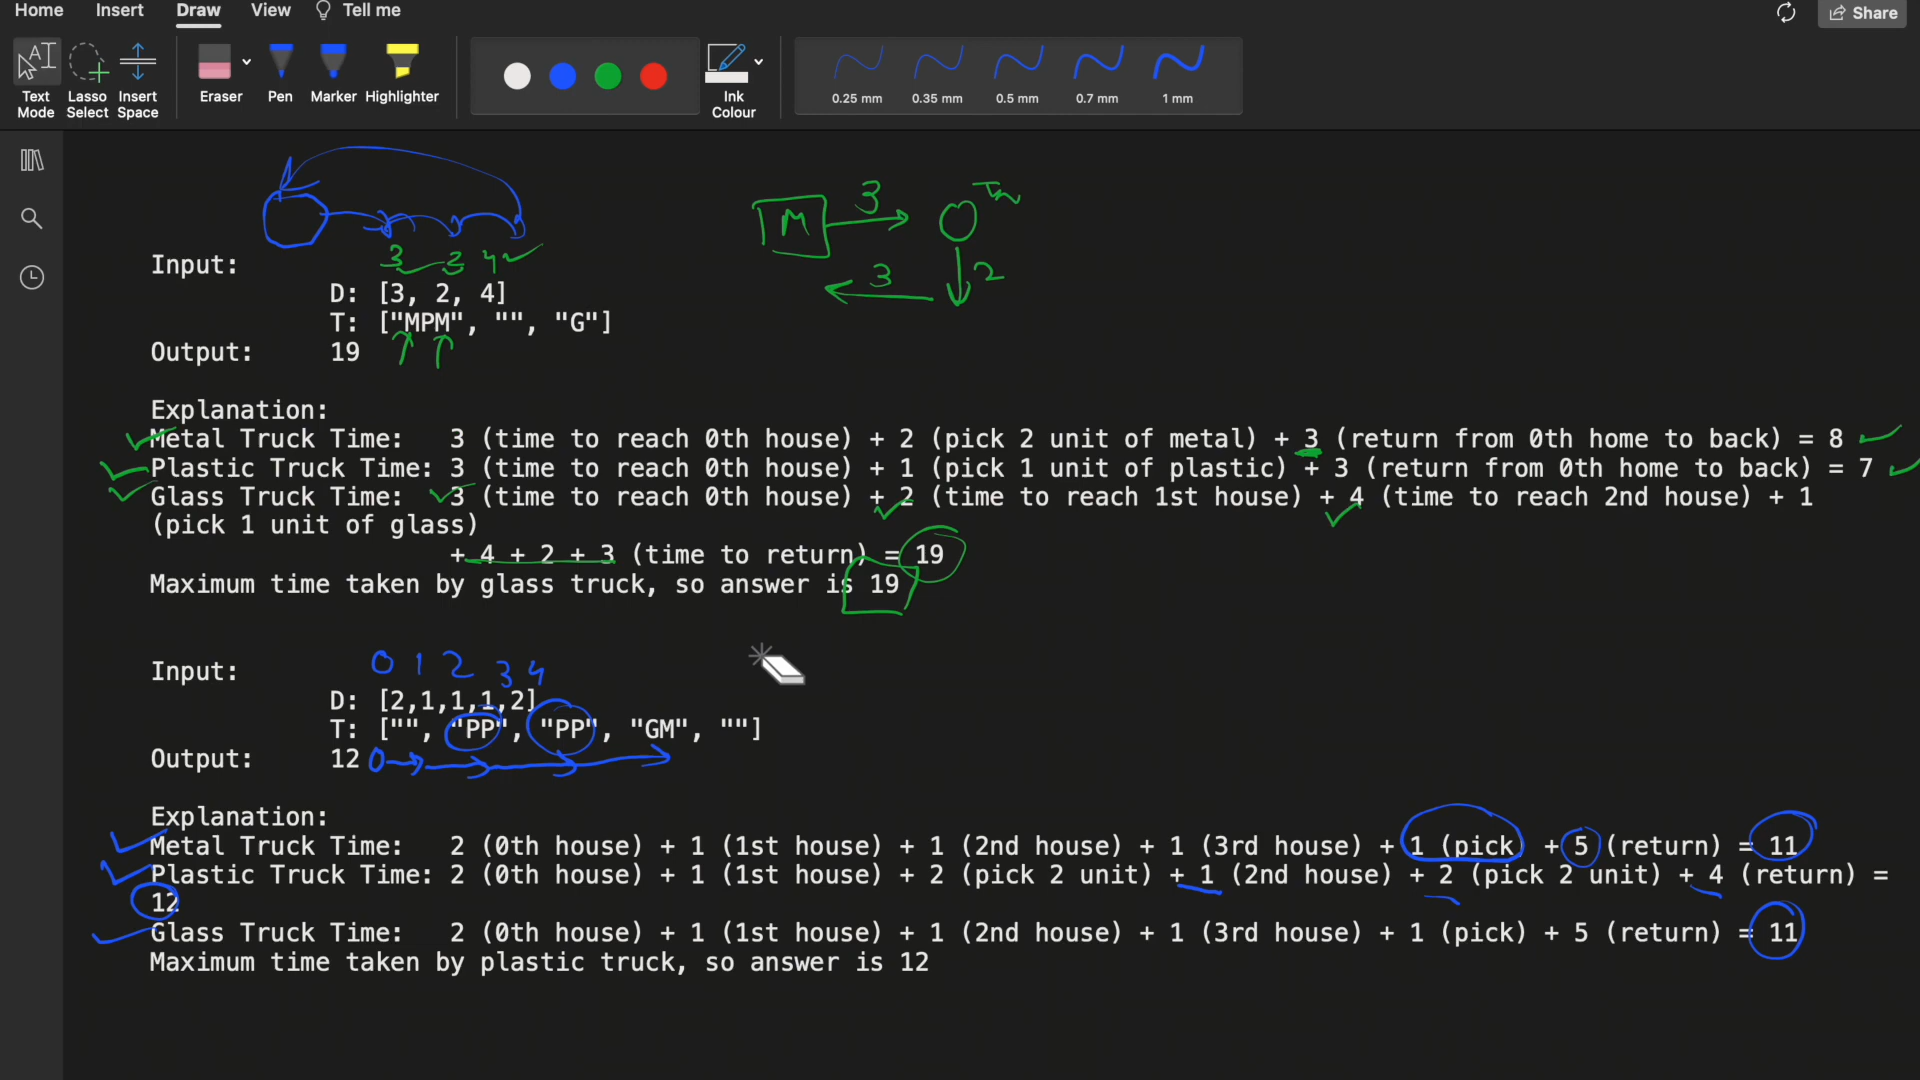 Home Insert Draw View Tell me Share
Text Mode Lasso Select Insert Space Eraser Pen Marker Highlighter Ink Colour 0.25 mm 0.35 mm 0.5 mm 0.7 mm 1 mm
M 3
3 2
3 2 4
Input:
D: [3, 2, 4]
T: ["MPM", "", "G"]
Output: 19
Explanation:
Metal Truck Time: 3 (time to reach 0th house) + 2 (pick 2 unit of metal) + 3 (return from 0th home to back) = 8
Plastic Truck Time: 3 (time to reach 0th house) + 1 (pick 1 unit of plastic) + 3 (return from 0th home to back) = 7
Glass Truck Time: 3 (time to reach 0th house) + 2 (time to reach 1st house) + 4 (time to reach 2nd house) + 1
(pick 1 unit of glass)
+ 4 + 2 + 3 (time to return) = 19
Maximum time taken by glass truck, so answer is 19
0 1 2 3 4
Input:
D: [2,1,1,1,2]
T: ["", "PP", "PP", "GM", ""]
Output: 12
Explanation:
Metal Truck Time: 2 (0th house) + 1 (1st house) + 1 (2nd house) + 1 (3rd house) + 1 (pick) + 5 (return) = 11
Plastic Truck Time: 2 (0th house) + 1 (1st house) + 2 (pick 2 unit) + 1 (2nd house) + 2 (pick 2 unit) + 4 (return) =
12
Glass Truck Time: 2 (0th house) + 1 (1st house) + 1 (2nd house) + 1 (3rd house) + 1 (pick) + 5 (return) = 11
Maximum time taken by plastic truck, so answer is 12